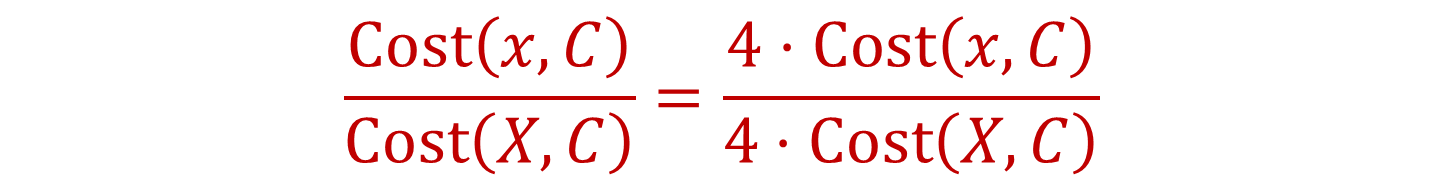 Cost(x, C) / Cost(X, C) = 4 · Cost(x, C) / 4 · Cost(X, C)